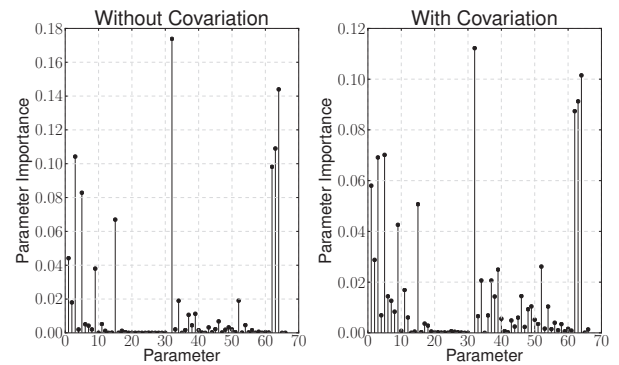 Without Covariation
With Covariation
Parameter Importance
0.18
0.16
0.14
0.12
0.10
0.08
0.06
0.04
0.02
0.00
0 10 20 30 40 50 60 70
Parameter
Parameter Importance
0.12
0.10
0.08
0.06
0.04
0.02
0.00
0 10 20 30 40 50 60 70
Parameter